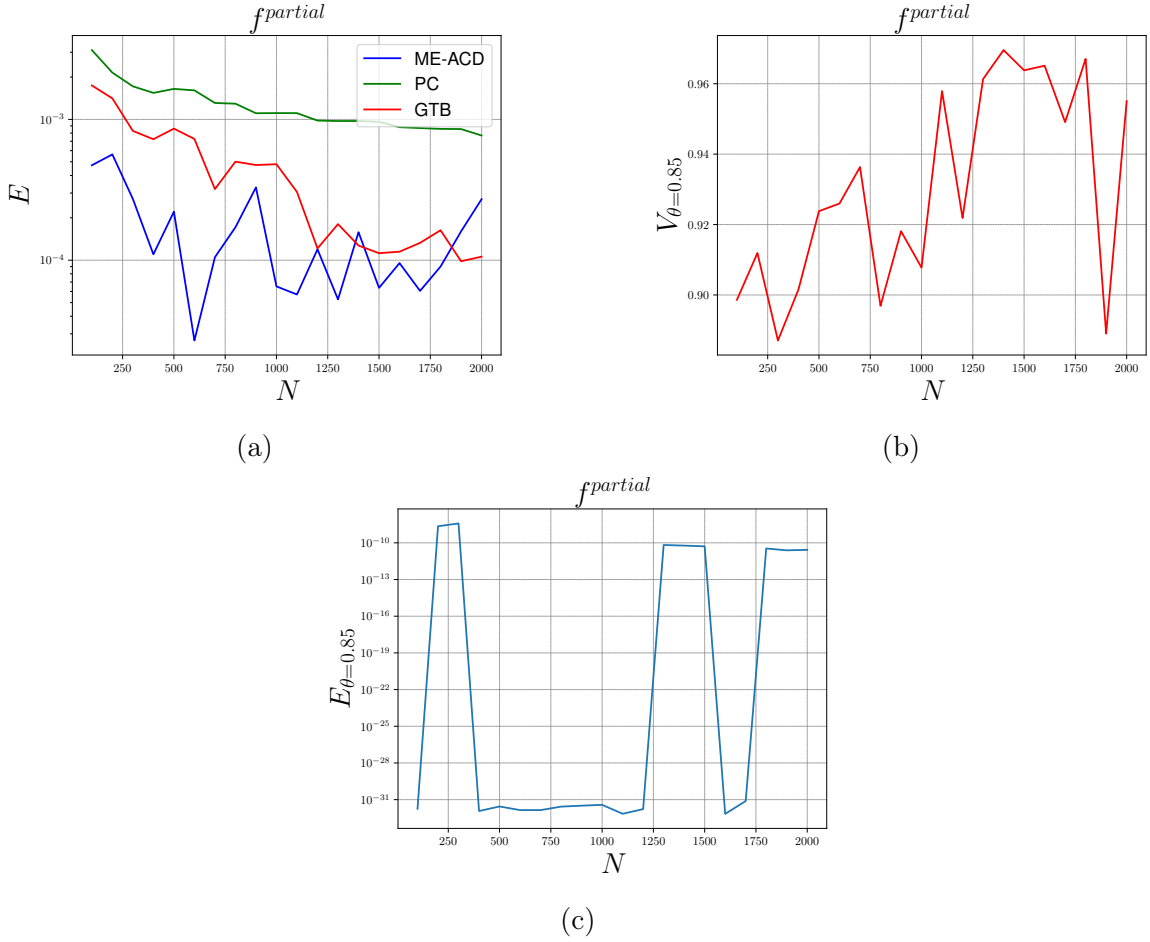 f^{partial}
ME-ACD
PC
GTB
10^{-3}
10^{-4}
E
250 500 750 1000 1250 1500 1750 2000
N
(a)
f^{partial}
0.96
0.94
0.92
0.90
V_{θ=0.85}
250 500 750 1000 1250 1500 1750 2000
N
(b)
f^{partial}
10^{-10}
10^{-13}
10^{-16}
10^{-19}
10^{-22}
10^{-25}
10^{-28}
10^{-31}
E_{θ=0.85}
250 500 750 1000 1250 1500 1750 2000
N
(c)